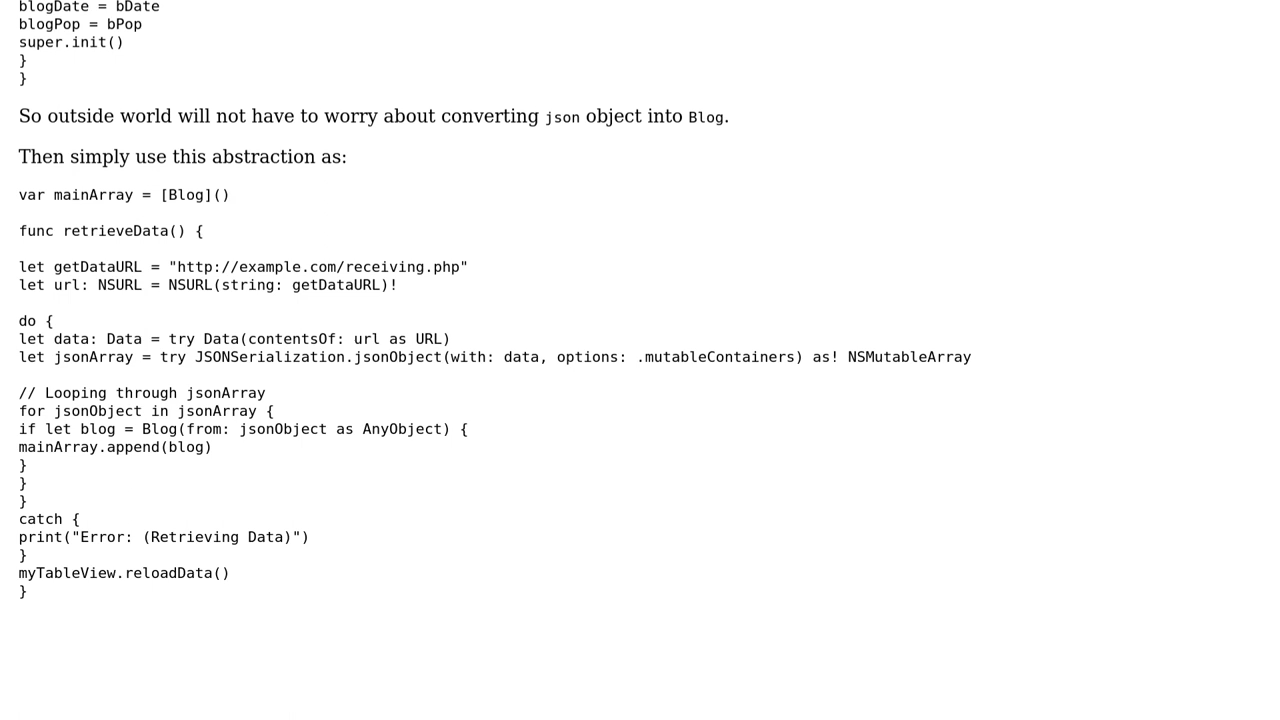 blogDate = bDate
blogPop = bPop
super.init()
}
}
So outside world will not have to worry about converting json object into Blog.
Then simply use this abstraction as:
var mainArray = [Blog]()
func retrieveData() {
let getDataURL = "http://example.com/receiving.php"
let url: NSURL = NSURL(string: getDataURL)!
do {
let data: Data = try Data(contentsOf: url as URL)
let jsonArray = try JSONSerialization.jsonObject(with: data, options: .mutableContainers) as! NSMutableArray
// Looping through jsonArray
for jsonObject in jsonArray {
if let blog = Blog(from: jsonObject as AnyObject) {
mainArray.append(blog)
}
}
}
catch {
print("Error: (Retrieving Data)")
}
myTableView.reloadData()
}